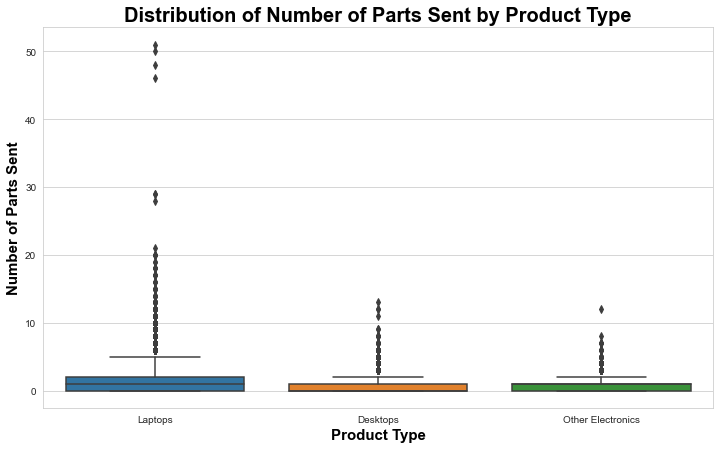 Distribution of Number of Parts Sent by Product Type
Number of Parts Sent
50
40
30
20
10
0
Laptops Desktops Other Electronics
Product Type